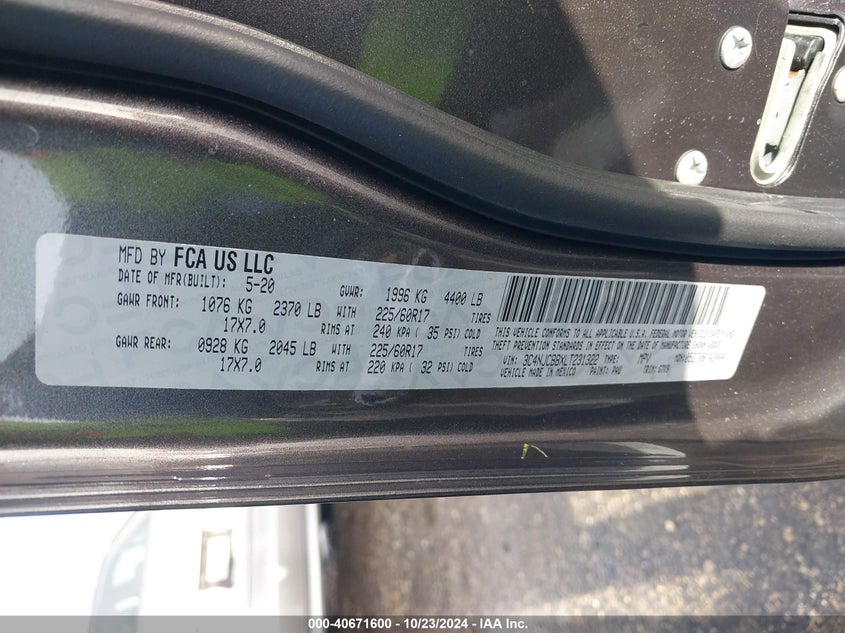 MFD BY FCA US LLC
DATE OF MFR(BUILT): 5-20
GVWR: 1996 KG 4400 LB
GAWR FRONT: 1076 KG 2370 LB WITH 225/60R17 TIRES
17X7.0 RIMS AT 240 KPA ( 35 PSI) COLD
GAWR REAR: 0928 KG 2045 LB WITH 225/60R17 TIRES
17X7.0 RIMS AT 220 KPA ( 32 PSI) COLD
THIS VEHICLE CONFORMS TO ALL APPLICABLE U.S.A. FEDERAL MOTOR VEHICLE SAFETY AND
THEFT PREVENTION STANDARDS IN EFFECT ON THE DATE OF MANUFACTURE SHOWN ABOVE.
VIN: 3C4NJCBBXLT231322 TYPE: MPV
VEHICLE MADE IN MEXICO PAINT: PAU TRIM:
000-40671600 - 10/23/2024 - IAA Inc.